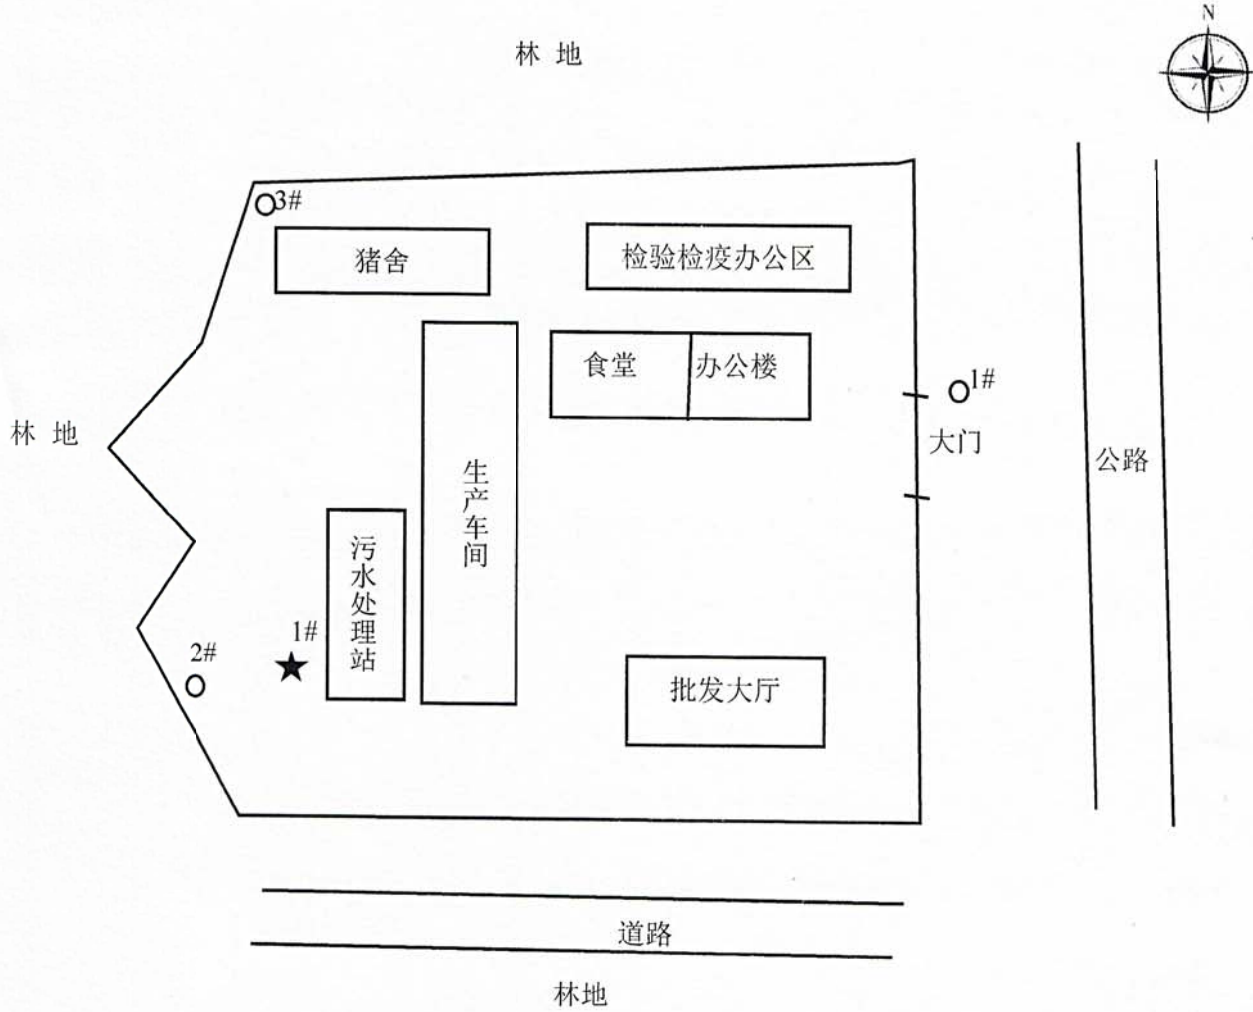 N
林 地
3#
猪舍
检验检疫办公区
食堂
办公楼
1#
大门
林 地
公路
生产车间
污水处理站
1#
2#
批发大厅
道路
林地